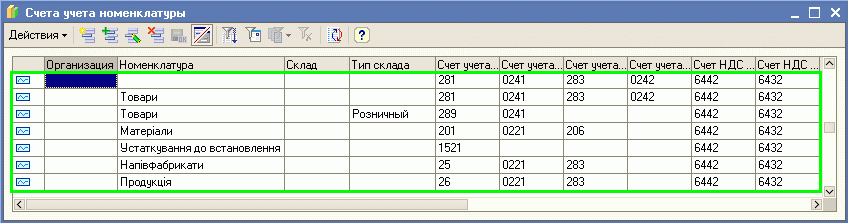 Счета учета номенклатуры
Действия
Организация Номенклатура Склад Тип склада Счет учета... Счет учета... Счет учета... Счет учета... Счет НДС ... Счет НДС ...
281 0241 283 0242 6442 6432
Товари 281 0241 283 0242 6442 6432
Товари Розничный 289 0241 6442 6432
Матеріали 201 0221 206 6442 6432
Устаткування до встановлення 1521 6442 6432
Напівфабрикати 25 0221 283 6442 6432
Продукція 26 0221 283 6442 6432